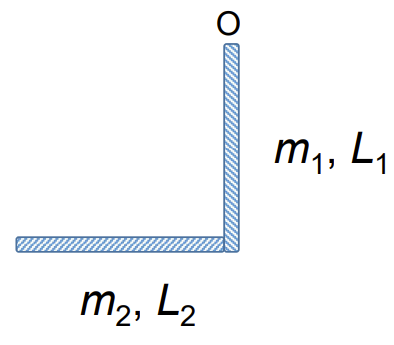 O
m₁, L₁
m₂, L₂